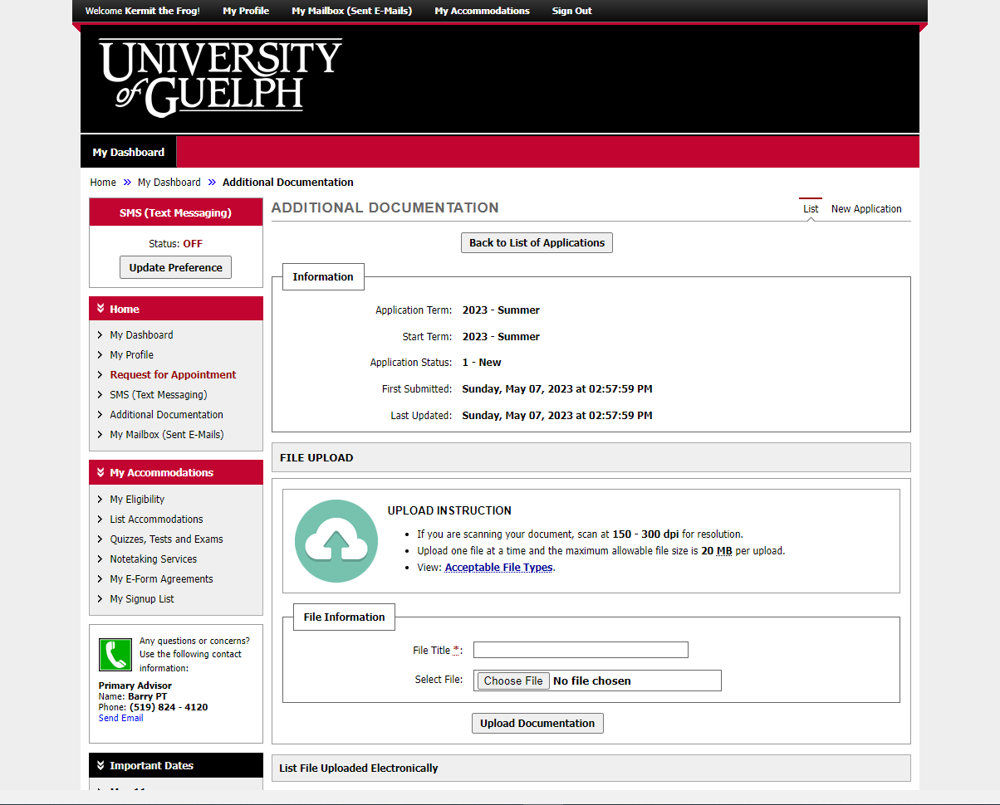 Welcome Kermit the Frog! My Profile My Mailbox (Sent E-Mails) My Accommodations Sign Out
UNIVERSITY
of GUELPH
My Dashboard
Home » My Dashboard » Additional Documentation
SMS (Text Messaging)
Status: OFF
Update Preference
Home
My Dashboard
My Profile
Request for Appointment
SMS (Text Messaging)
Additional Documentation
My Mailbox (Sent E-Mails)
My Accommodations
My Eligibility
List Accommodations
Quizzes, Tests and Exams
Notetaking Services
My E-Form Agreements
My Signup List
Any questions or concerns?
Use the following contact
information:
Primary Advisor
Name: Barry PT
Phone: (519) 824 - 4120
Send Email
Important Dates
ADDITIONAL DOCUMENTATION
List New Application
Back to List of Applications
Information
Application Term: 2023 - Summer
Start Term: 2023 - Summer
Application Status: 1 - New
First Submitted: Sunday, May 07, 2023 at 02:57:59 PM
Last Updated: Sunday, May 07, 2023 at 02:57:59 PM
FILE UPLOAD
UPLOAD INSTRUCTION
• If you are scanning your document, scan at 150 - 300 dpi for resolution.
• Upload one file at a time and the maximum allowable file size is 20 MB per upload.
• View: Acceptable File Types.
File Information
File Title *:
Select File: Choose File No file chosen
Upload Documentation
List File Uploaded Electronically